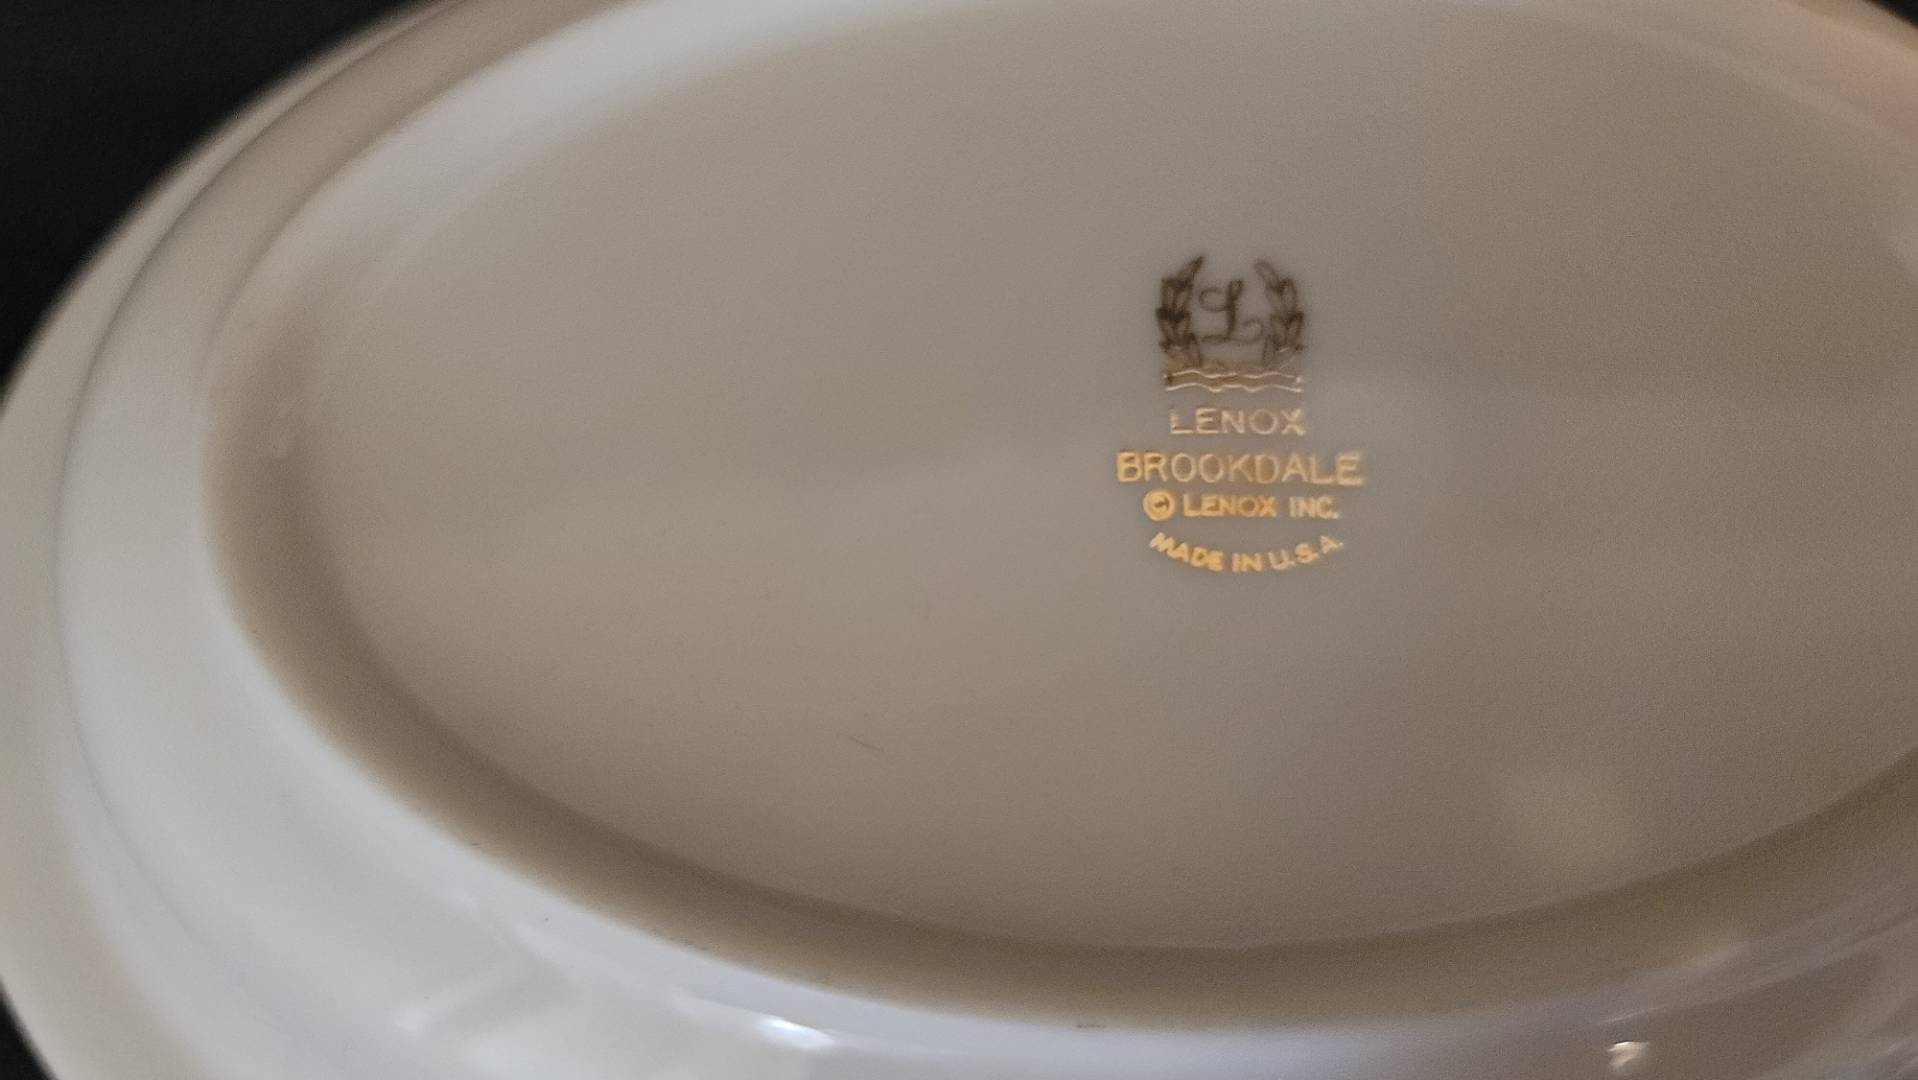 L
LENOX
BROOKDALE
© LENOX INC.
MADE IN U.S.A.